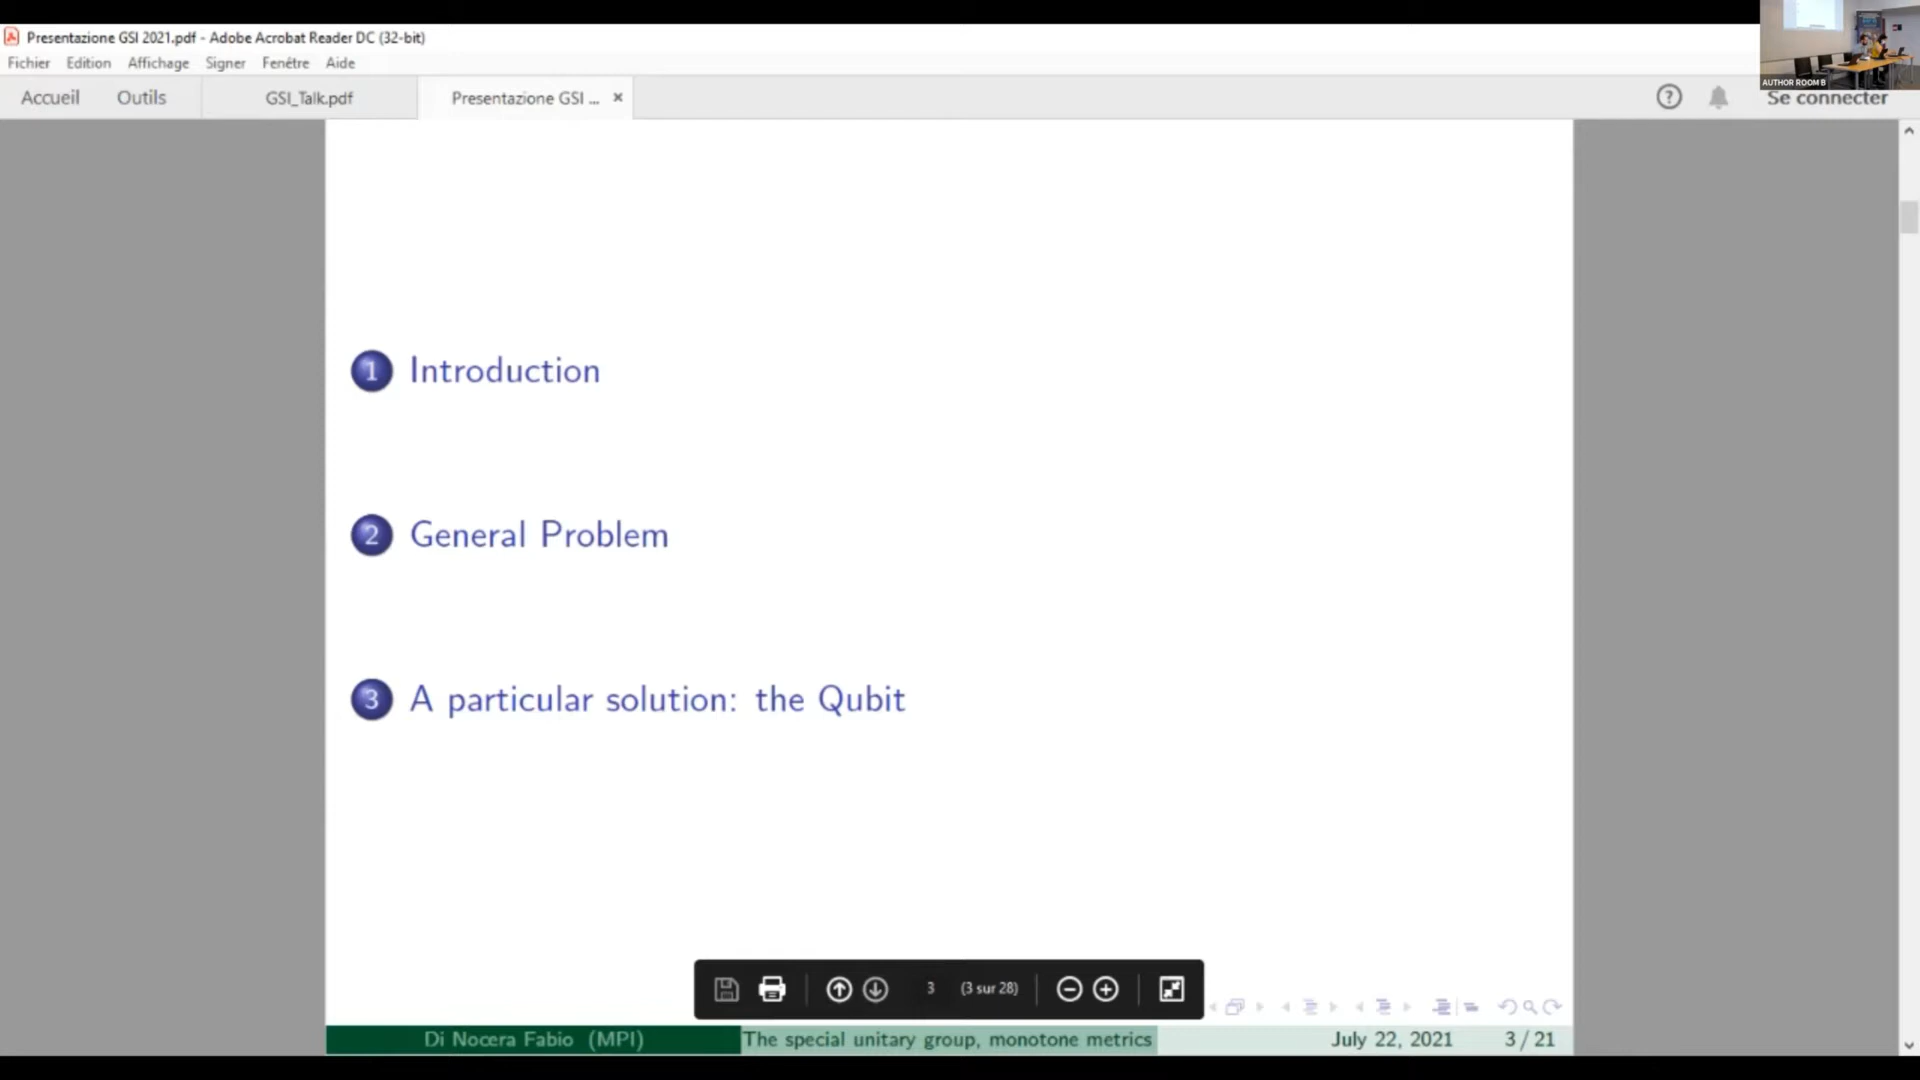 Presentazione GSI 2021.pdf - Adobe Acrobat Reader DC (32-bit)
Fichier Edition Affichage Signer Fenêtre Aide
Accueil Outils GSI_Talk.pdf Presentazione GSI ... × Se connecter
AUTHOR ROOM B
1 Introduction
2 General Problem
3 A particular solution: the Qubit
3 (3 sur 28)
Di Nocera Fabio (MPI) The special unitary group, monotone metrics July 22, 2021 3 / 21